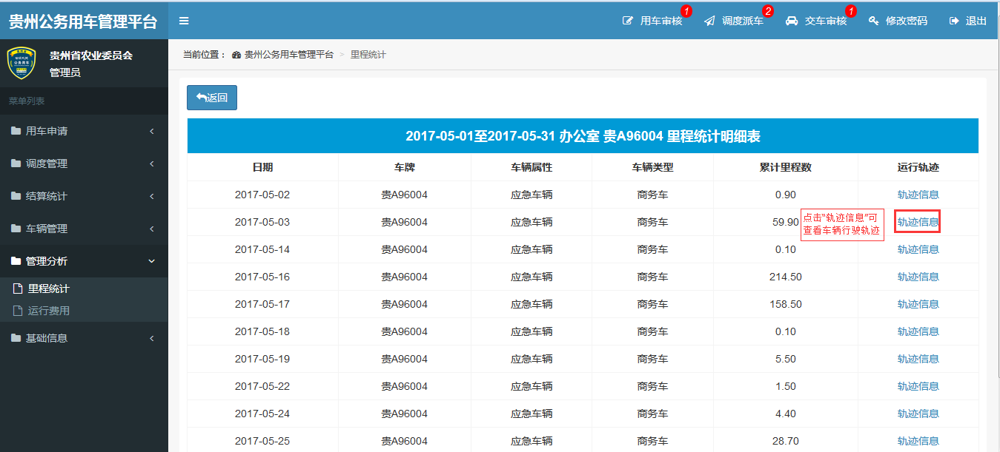 贵州公务用车管理平台
用车审核 1
调度派车 2
交车审核 1
修改密码
退出
贵州省农业委员会
管理员
当前位置： 贵州公务用车管理平台 > 里程统计
菜单列表
用车申请
调度管理
结算统计
车辆管理
管理分析
里程统计
运行费用
基础信息
返回
2017-05-01至2017-05-31 办公室 贵A96004 里程统计明细表
日期 车牌 车辆属性 车辆类型 累计里程数 运行轨迹
2017-05-02 贵A96004 应急车辆 商务车 0.90 轨迹信息
2017-05-03 贵A96004 应急车辆 商务车 59.90 轨迹信息
点击“轨迹信息”可
查看车辆行驶轨迹
2017-05-14 贵A96004 应急车辆 商务车 0.10 轨迹信息
2017-05-16 贵A96004 应急车辆 商务车 214.50 轨迹信息
2017-05-17 贵A96004 应急车辆 商务车 158.50 轨迹信息
2017-05-18 贵A96004 应急车辆 商务车 0.10 轨迹信息
2017-05-19 贵A96004 应急车辆 商务车 5.50 轨迹信息
2017-05-22 贵A96004 应急车辆 商务车 1.50 轨迹信息
2017-05-24 贵A96004 应急车辆 商务车 4.40 轨迹信息
2017-05-25 贵A96004 应急车辆 商务车 28.70 轨迹信息